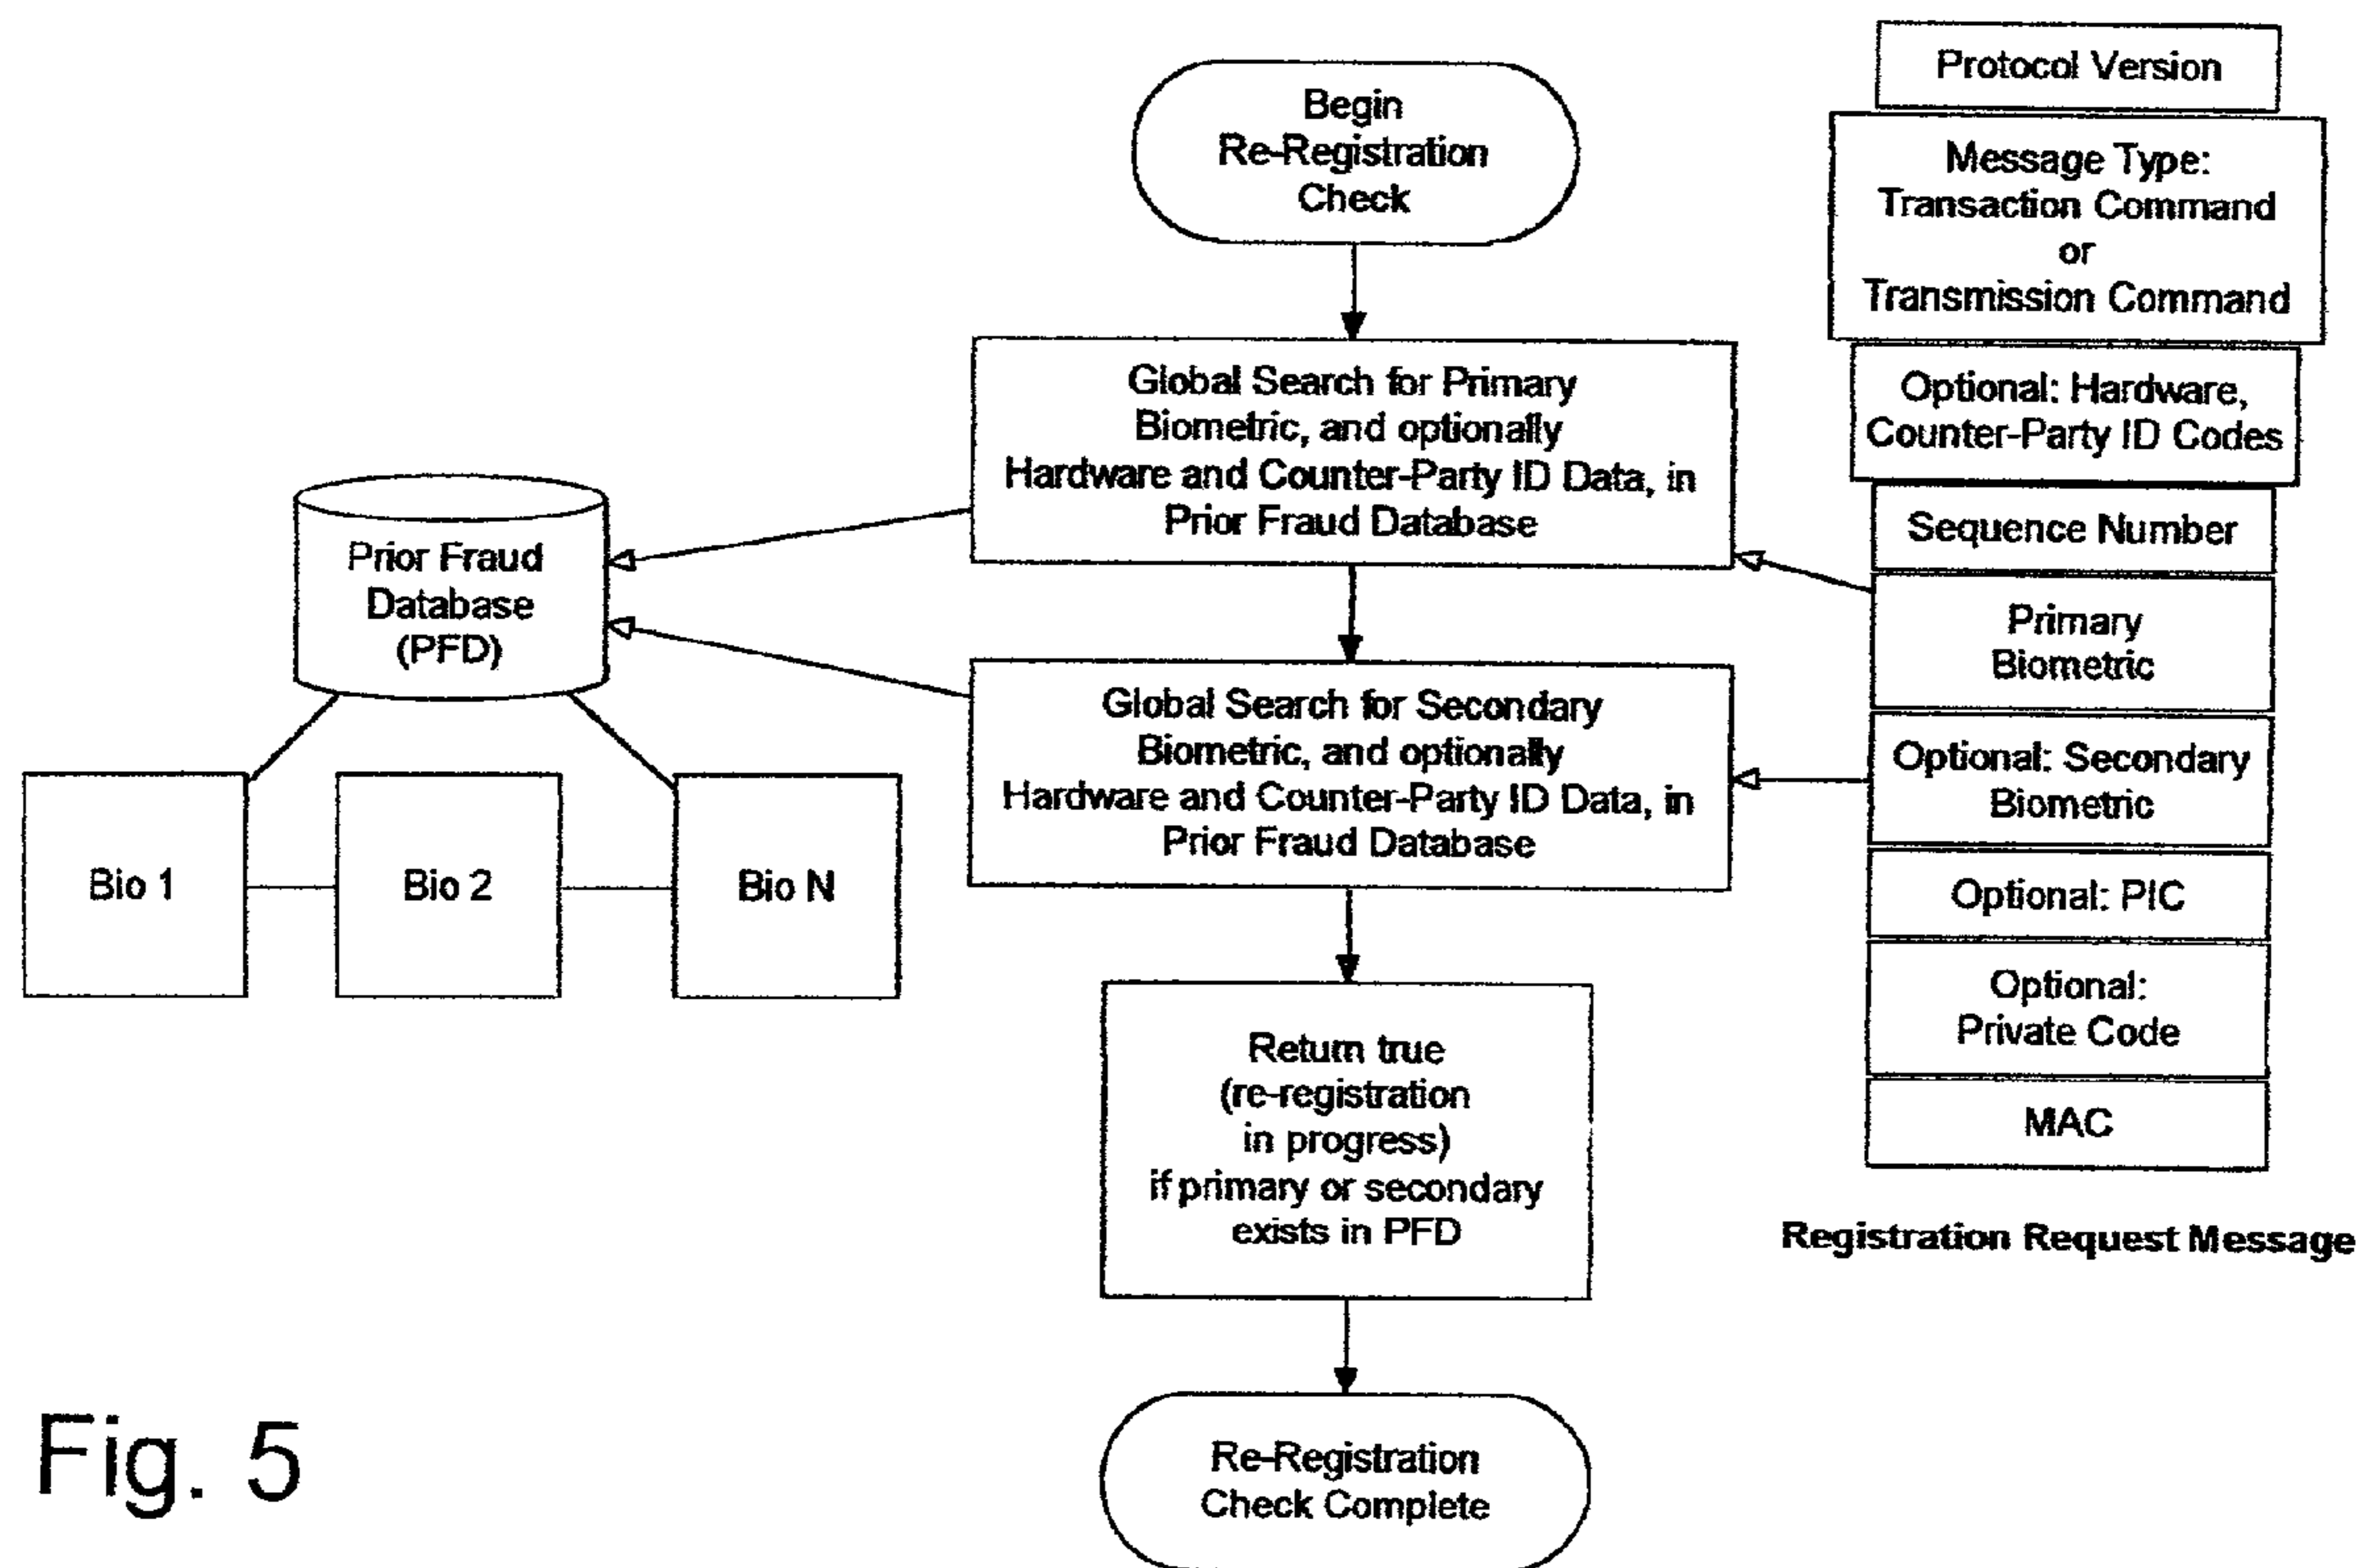 Begin
Re-Registration
Check
Global Search for Primary
Biometric, and optionally
Hardware and Counter-Party ID Data, in
Prior Fraud Database
Global Search for Secondary
Biometric, and optionally
Hardware and Counter-Party ID Data, in
Prior Fraud Database
Return true
(re-registration
in progress)
if primary or secondary
exists in PFD
Re-Registration
Check Complete
Prior Fraud
Database
(PFD)
Bio 1
Bio 2
Bio N
Protocol Version
Message Type:
Transaction Command
or
Transmission Command
Optional: Hardware,
Counter-Party ID Codes
Sequence Number
Primary
Biometric
Optional: Secondary
Biometric
Optional: PIC
Optional:
Private Code
MAC
Registration Request Message
Fig. 5